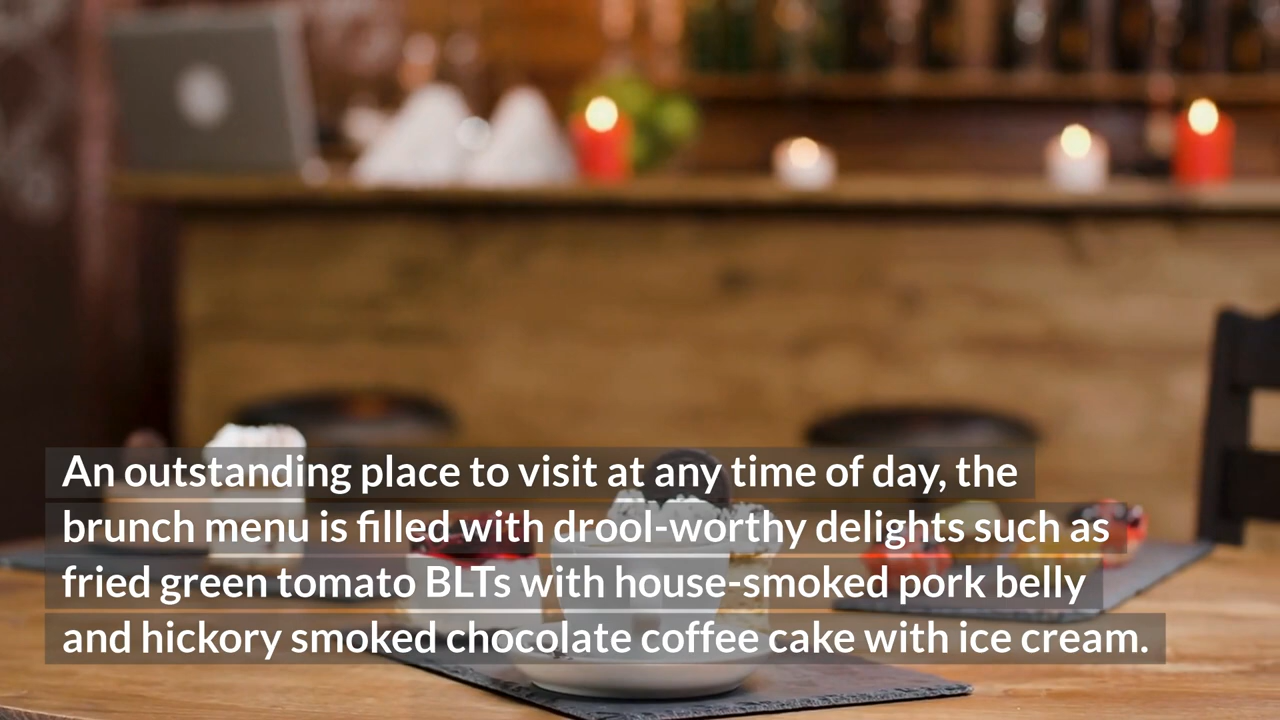 An outstanding place to visit at any time of day, the
brunch menu is filled with drool-worthy delights such as
fried green tomato BLTs with house-smoked pork belly
and hickory smoked chocolate coffee cake with ice cream.